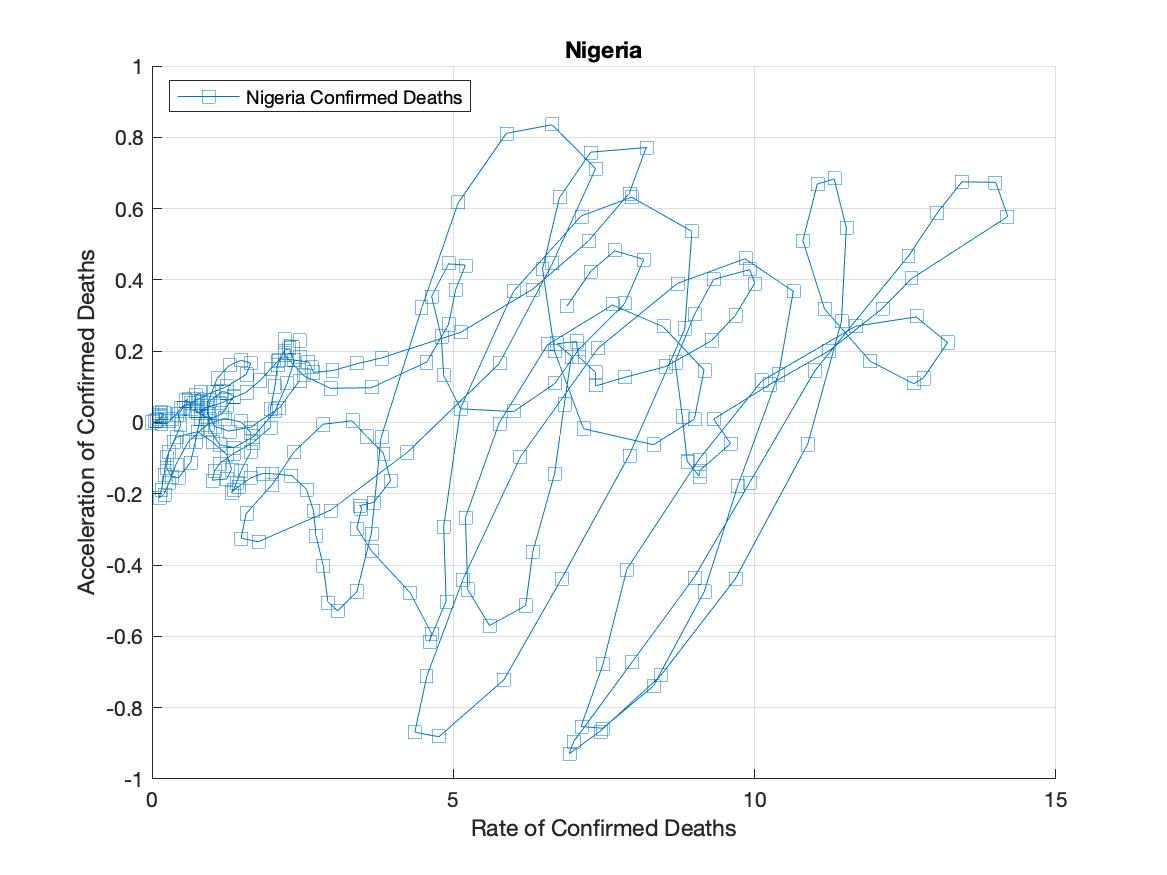 Nigeria
Nigeria Confirmed Deaths
1
0.8
0.6
0.4
0.2
0
-0.2
-0.4
-0.6
-0.8
-1
Acceleration of Confirmed Deaths
0 5 10 15
Rate of Confirmed Deaths